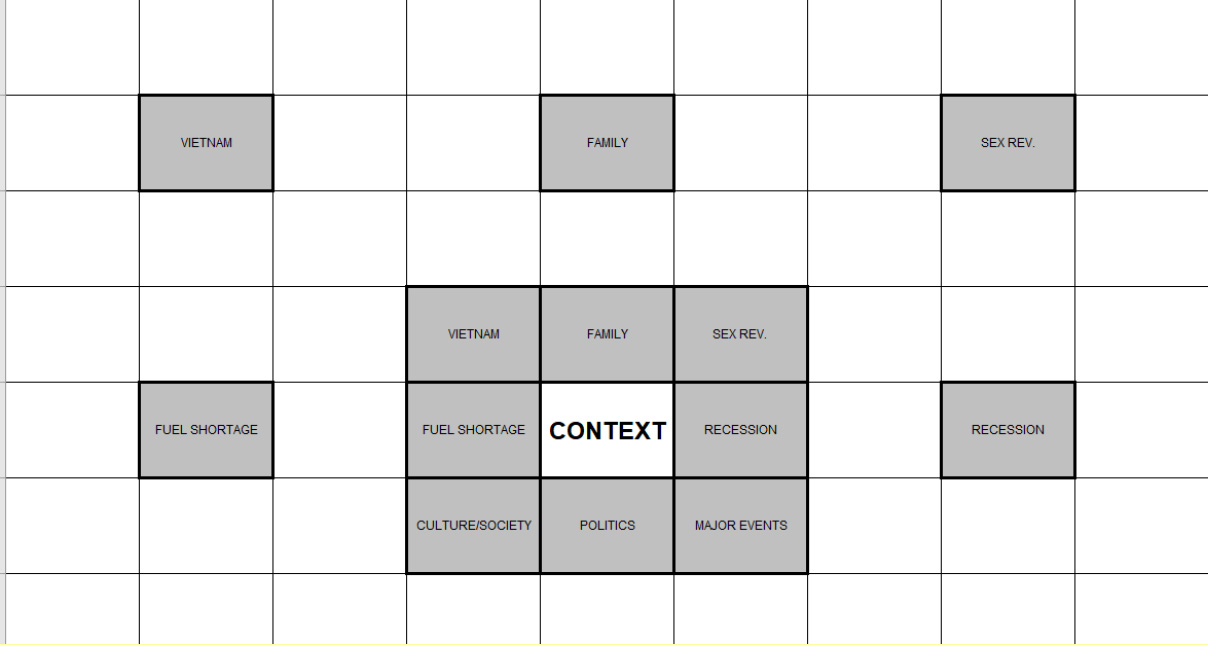 VIETNAM
FAMILY
SEX REV.
VIETNAM
FAMILY
SEX REV.
FUEL SHORTAGE
FUEL SHORTAGE
CONTEXT
RECESSION
RECESSION
CULTURE/SOCIETY
POLITICS
MAJOR EVENTS